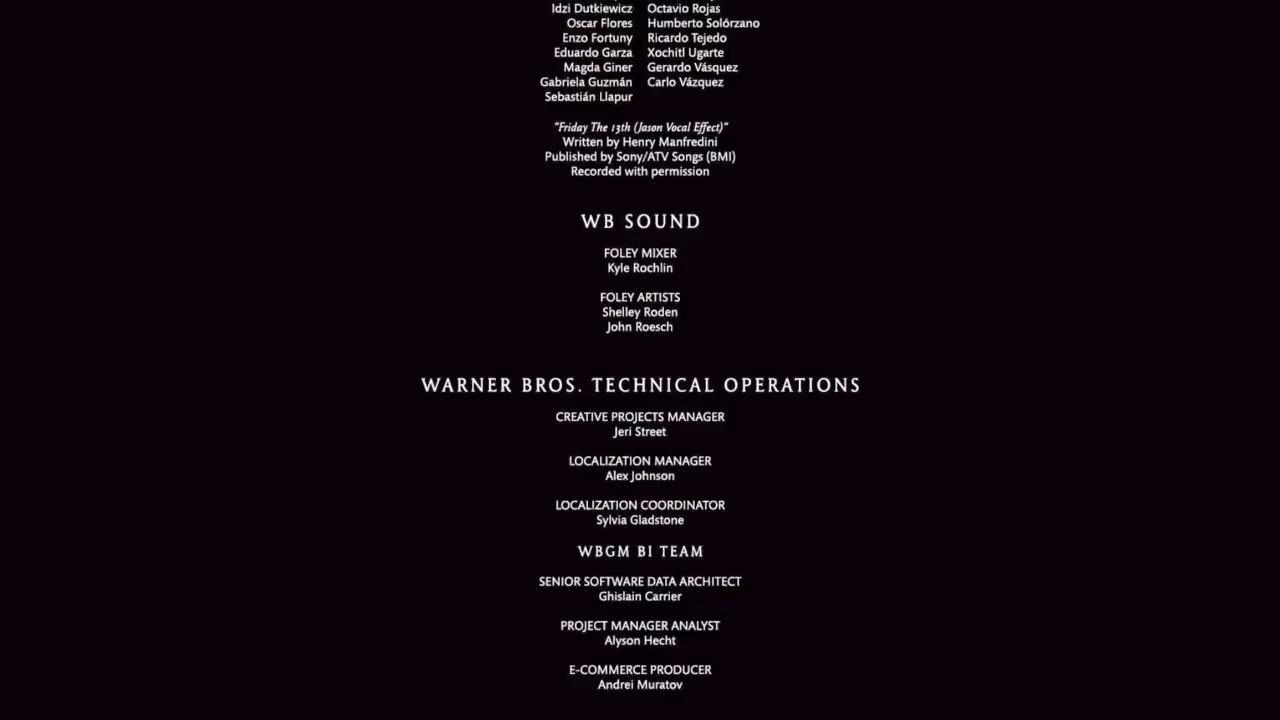 Idzi Dutkiewicz Octavio Rojas
Oscar Flores Humberto Solórzano
Enzo Fortuny Ricardo Tejedo
Eduardo Garza Xochitl Ugarte
Magda Giner Gerardo Vásquez
Gabriela Guzmán Carlo Vázquez
Sebastián Llapur
"Friday The 13th (Jason Vocal Effect)"
Written by Henry Manfredini
Published by Sony/ATV Songs (BMI)
Recorded with permission
WB SOUND
FOLEY MIXER
Kyle Rochlin
FOLEY ARTISTS
Shelley Roden
John Roesch
WARNER BROS. TECHNICAL OPERATIONS
CREATIVE PROJECTS MANAGER
Jeri Street
LOCALIZATION MANAGER
Alex Johnson
LOCALIZATION COORDINATOR
Sylvia Gladstone
WBGM BI TEAM
SENIOR SOFTWARE DATA ARCHITECT
Ghislain Carrier
PROJECT MANAGER ANALYST
Alyson Hecht
E-COMMERCE PRODUCER
Andrei Muratov